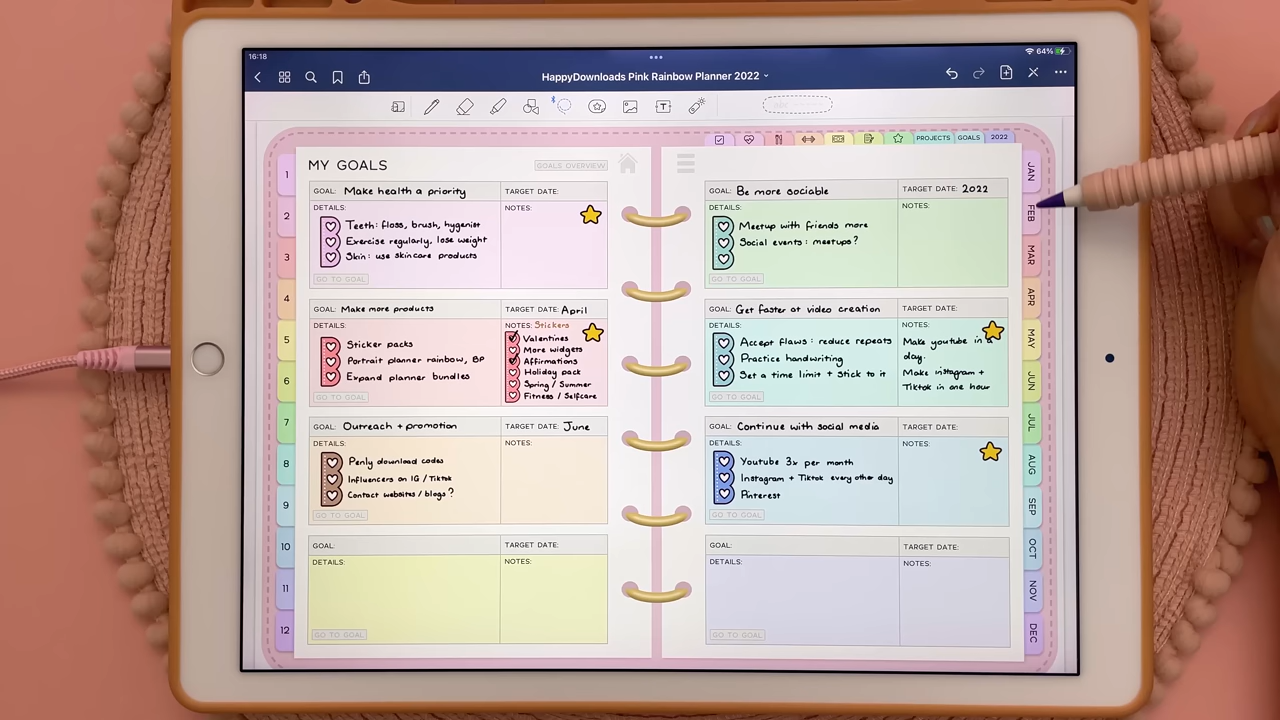 16:18
64%
HappyDownloads Pink Rainbow Planner 2022
PROJECTS
GOALS
2022
MY GOALS
GOALS OVERVIEW
GOAL: Make health a priority
TARGET DATE:
DETAILS:
Teeth: floss, brush, hygenist
Exercise regularly, lose weight
Skin: use skincare products
NOTES:
GO TO GOAL
GOAL: Make more products
TARGET DATE: April
DETAILS:
Sticker packs
Portrait planner rainbow, BP
Expand planner bundles
NOTES: Stickers
Valentines
More widgets
Affirmations
Holiday pack
Spring / Summer
Fitness / Selfcare
GO TO GOAL
GOAL: Outreach + promotion
TARGET DATE: June
DETAILS:
Penly download codes
Influencers on IG / Tiktok
Contact websites / blogs?
NOTES:
GO TO GOAL
GOAL:
TARGET DATE:
DETAILS:
NOTES:
GO TO GOAL
GOAL: Be more sociable
TARGET DATE: 2022
DETAILS:
Meetup with friends more
Social events: meetups?
NOTES:
GO TO GOAL
GOAL: Get faster at video creation
TARGET DATE:
DETAILS:
Accept flaws: reduce repeats
Practice handwriting
Set a time limit + stick to it
NOTES:
Make youtube in a
day.
Make instagram +
Tiktok in one hour
GO TO GOAL
GOAL: Continue with social media
TARGET DATE:
DETAILS:
Youtube 3x per month
Instagram + Tiktok every other day
Pinterest
NOTES:
GO TO GOAL
GOAL:
TARGET DATE:
DETAILS:
NOTES:
GO TO GOAL
1
2
3
4
5
6
7
8
9
10
11
12
JAN
FEB
MAR
APR
MAY
JUN
JUL
AUG
SEP
OCT
NOV
DEC